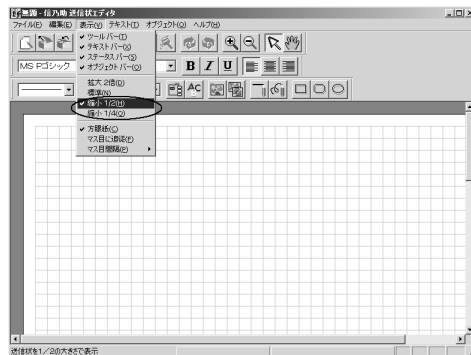 無題 - 信乃助 送信状エディタ
ファイル(F) 編集(E) 表示(V) テキスト(T) オブジェクト(O) ヘルプ(H)
✓ ツール バー(T)
✓ テキスト バー(X)
✓ ステータス バー(S)
✓ オブジェクト バー(O)
MS Pゴシック
B I U
拡大 2倍(D)
標準(N)
✓ 縮小 1/2(H)
縮小 1/4(Q)
✓ 方眼紙(G)
マス目に追従(F)
マス目間隔(P)
送信状を1/2の大きさで表示